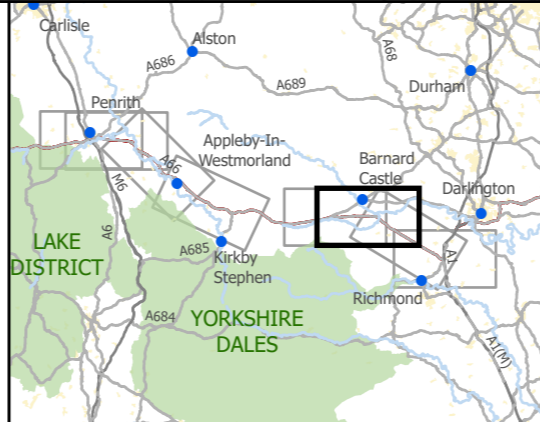 Carlisle
Alston
A686
A68
A689
Durham
Penrith
Appleby-In-
Westmorland
A66
Barnard
Castle
Darlington
M6
A6
LAKE
DISTRICT
A685
Kirkby
Stephen
A1
Richmond
A684
YORKSHIRE
DALES
A1(M)